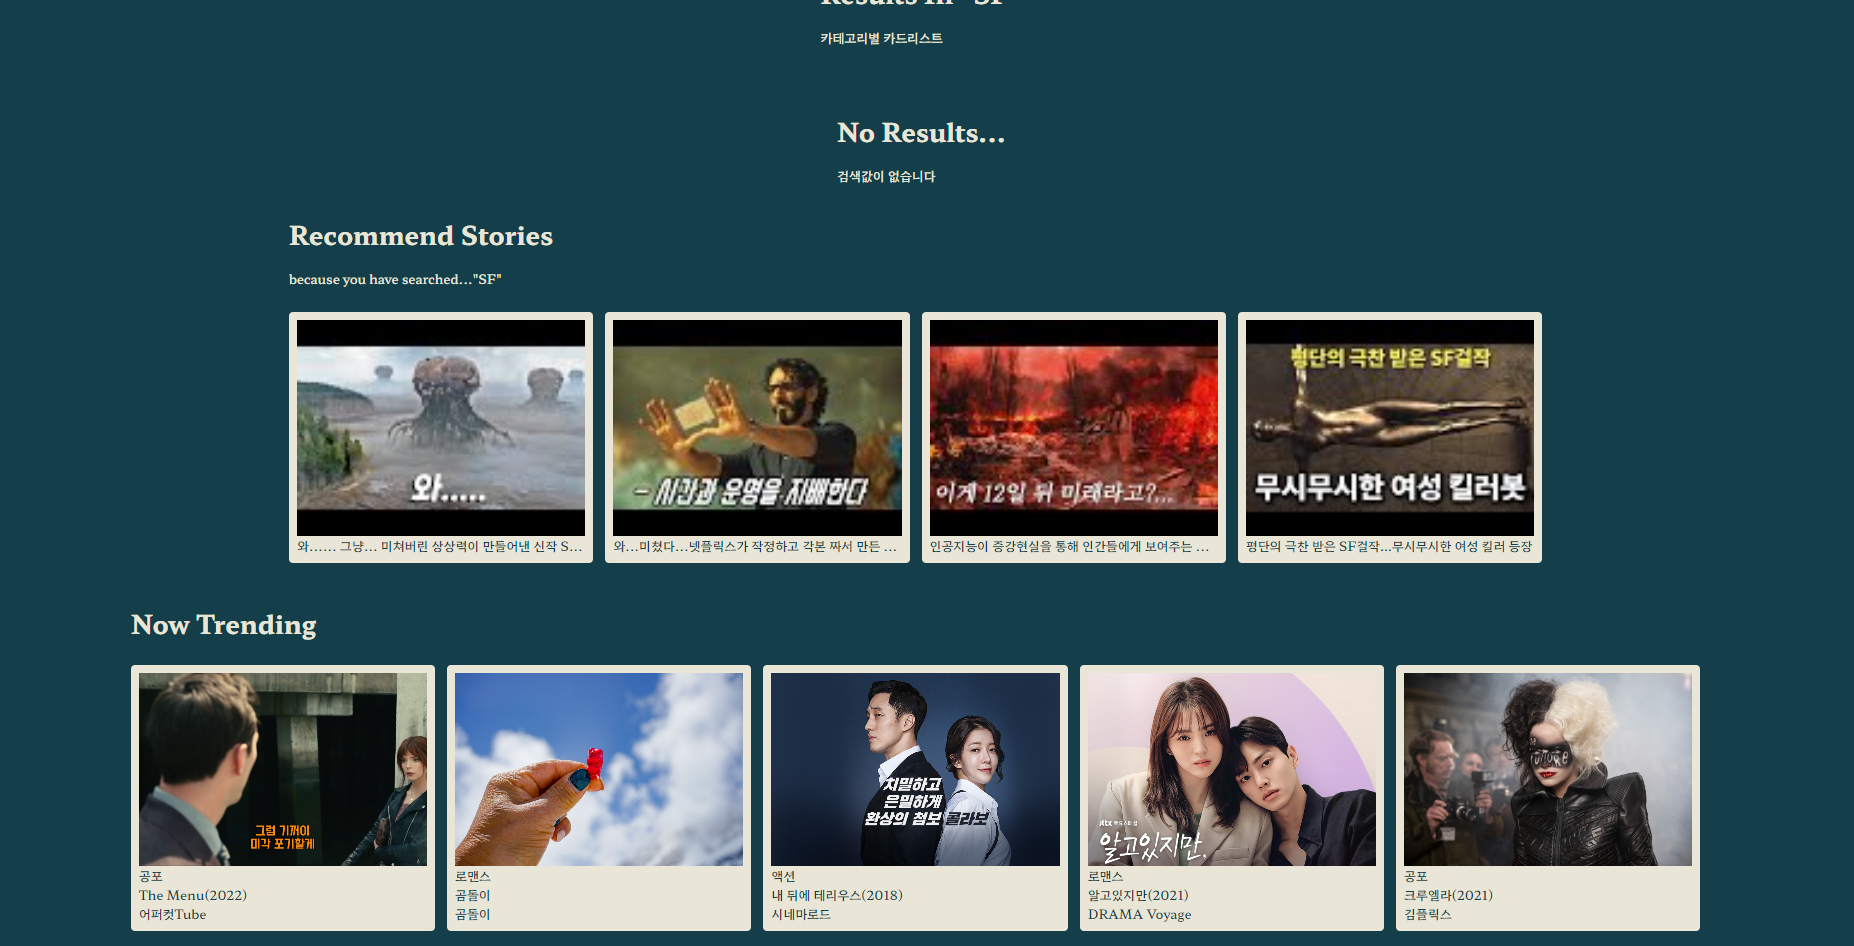 Results in "SF"
카테고리별 카드리스트
No Results...
검색값이 없습니다
Recommend Stories
because you have searched..."SF"
와.....
- 시간과 운명을 지배한다
이게 12일 뒤 미래라고?...
평단의 극찬 받은 SF걸작
무시무시한 여성 킬러봇
와...... 그냥... 미쳐버린 상상력이 만들어낸 신작 S...
와...미쳤다...넷플릭스가 작정하고 각본 짜서 만든 ...
인공지능이 증강현실을 통해 인간들에게 보여주는 ...
평단의 극찬 받은 SF걸작...무시무시한 여성 킬러 등장
Now Trending
그럼 기꺼이
미각 포기할게
치밀하고
은밀하게
환상의 첩보 콜라보
jtbc
알고있지만,
공포
The Menu(2022)
어퍼컷Tube
로맨스
곰돌이
곰돌이
액션
내 뒤에 테리우스(2018)
시네마로드
로맨스
알고있지만(2021)
DRAMA Voyage
공포
크루엘라(2021)
김플릭스